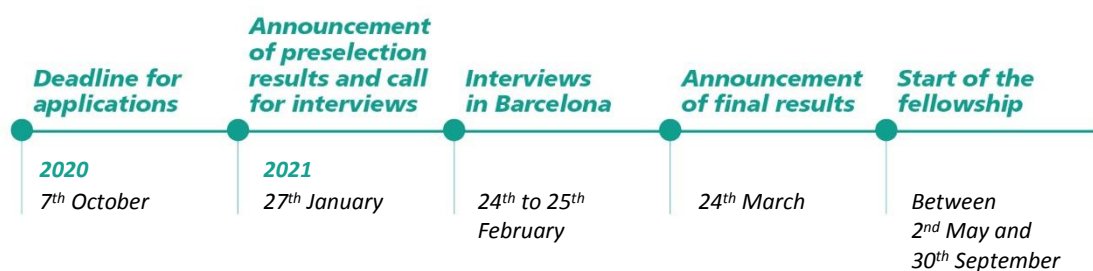 Deadline for
applications
Announcement
of preselection
results and call
for interviews
Interviews
in Barcelona
Announcement
of final results
Start of the
fellowship
2020
7th October
2021
27th January
24th to 25th
February
24th March
Between
2nd May and
30th September